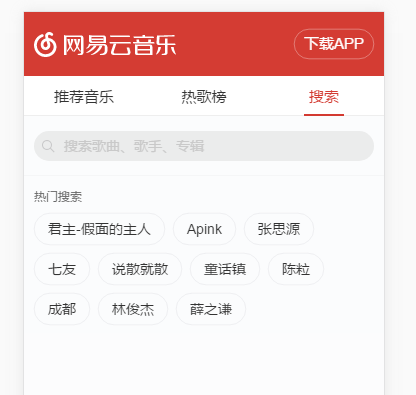 网易云音乐 下载APP
推荐音乐 热歌榜 搜索
搜索歌曲、歌手、专辑
热门搜索
君主-假面的主人 Apink 张思源
七友 说散就散 童话镇 陈粒
成都 林俊杰 薛之谦